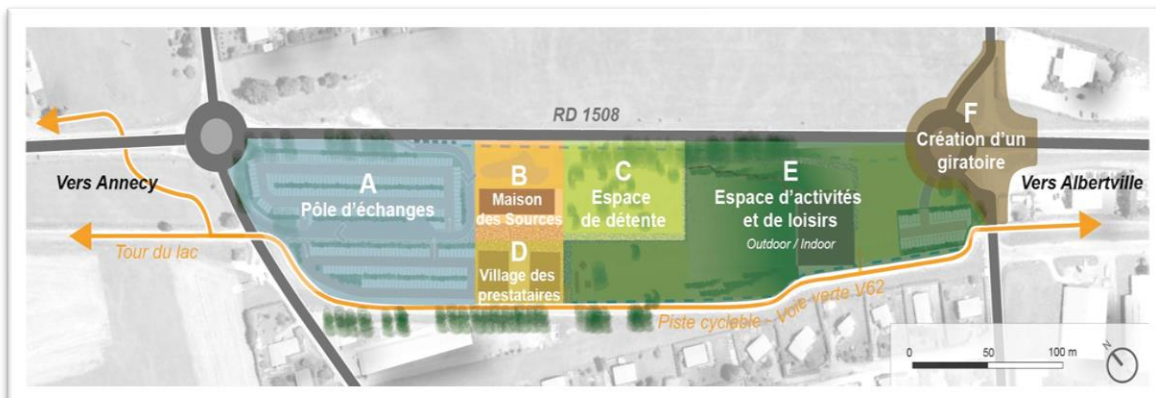 RD 1508
F
Création d'un
giratoire
A
Pôle d'échanges
B
Maison
des Sources
C
Espace
de détente
E
Espace d'activités
et de loisirs
Outdoor / Indoor
Vers Annecy
Vers Albertville
Tour du lac
D
Village des
prestataires
Piste cyclable - Voie verte V62
0 50 100 m
N